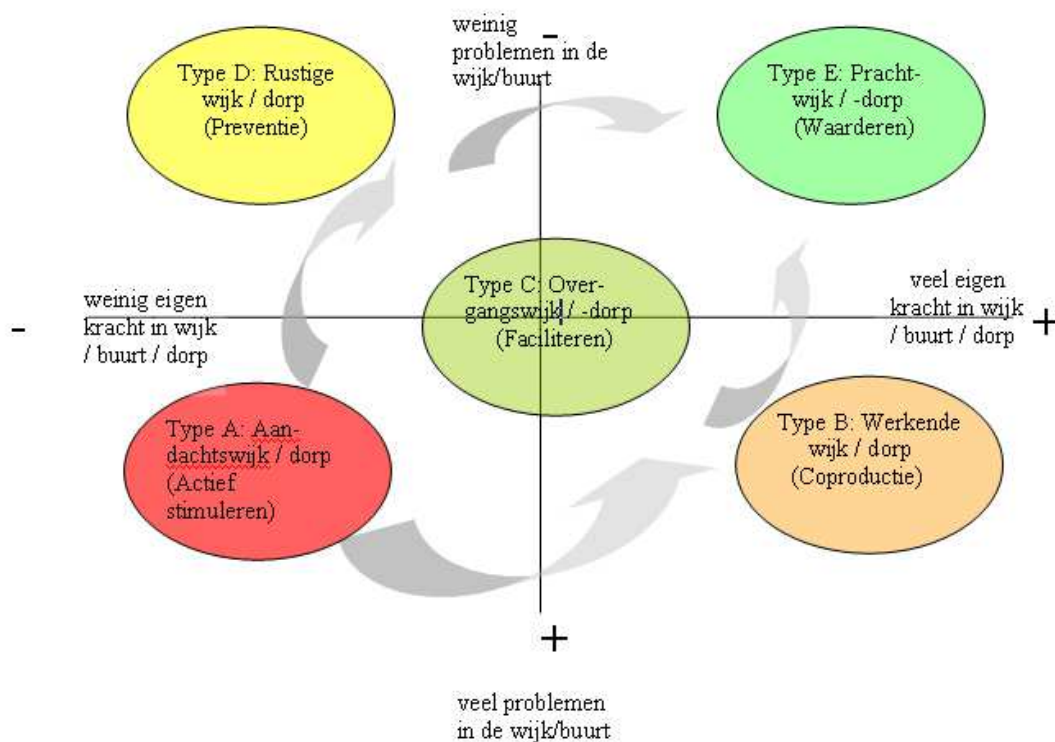 weinig
problemen in de
wijk/buurt
-
Type D: Rustige
wijk / dorp
(Preventie)
Type E: Pracht-
wijk / -dorp
(Waarderen)
Type C: Over-
gangswijk / -dorp
(Faciliteren)
-
weinig eigen
kracht in wijk
/ buurt / dorp
veel eigen
kracht in wijk
/ buurt / dorp
+
Type A: Aan-
dachtswijk / dorp
(Actief
stimuleren)
Type B: Werkende
wijk / dorp
(Coproductie)
+
veel problemen
in de wijk/buurt